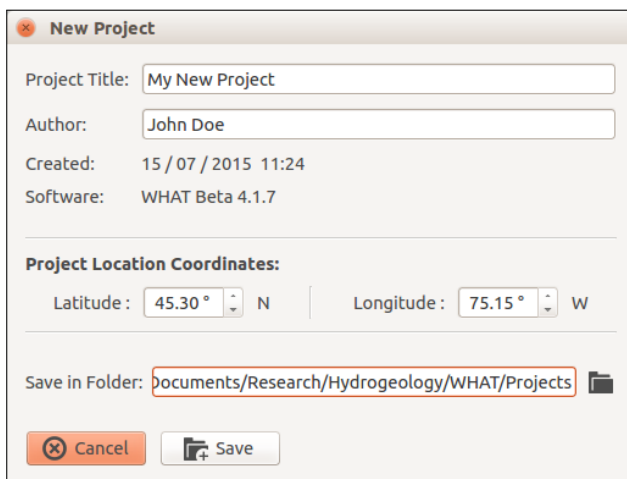 New Project
Project Title: My New Project
Author: John Doe
Created: 15 / 07 / 2015 11:24
Software: WHAT Beta 4.1.7
Project Location Coordinates:
Latitude : 45.30 ° N Longitude : 75.15 ° W
Save in Folder: Documents/Research/Hydrogeology/WHAT/Projects
Cancel Save